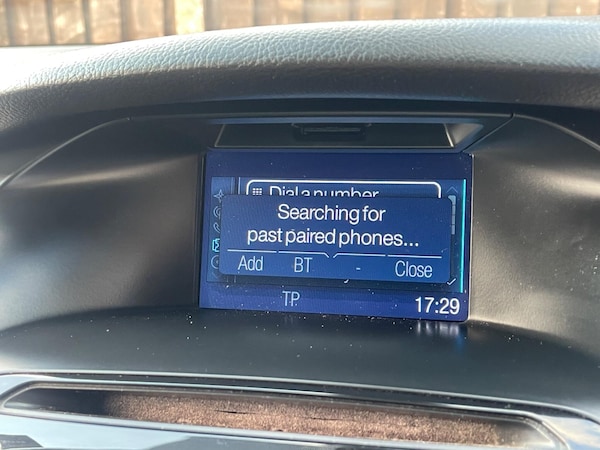 Dial a number
Searching for
past paired phones...
Add BT - Close
TP 17:29